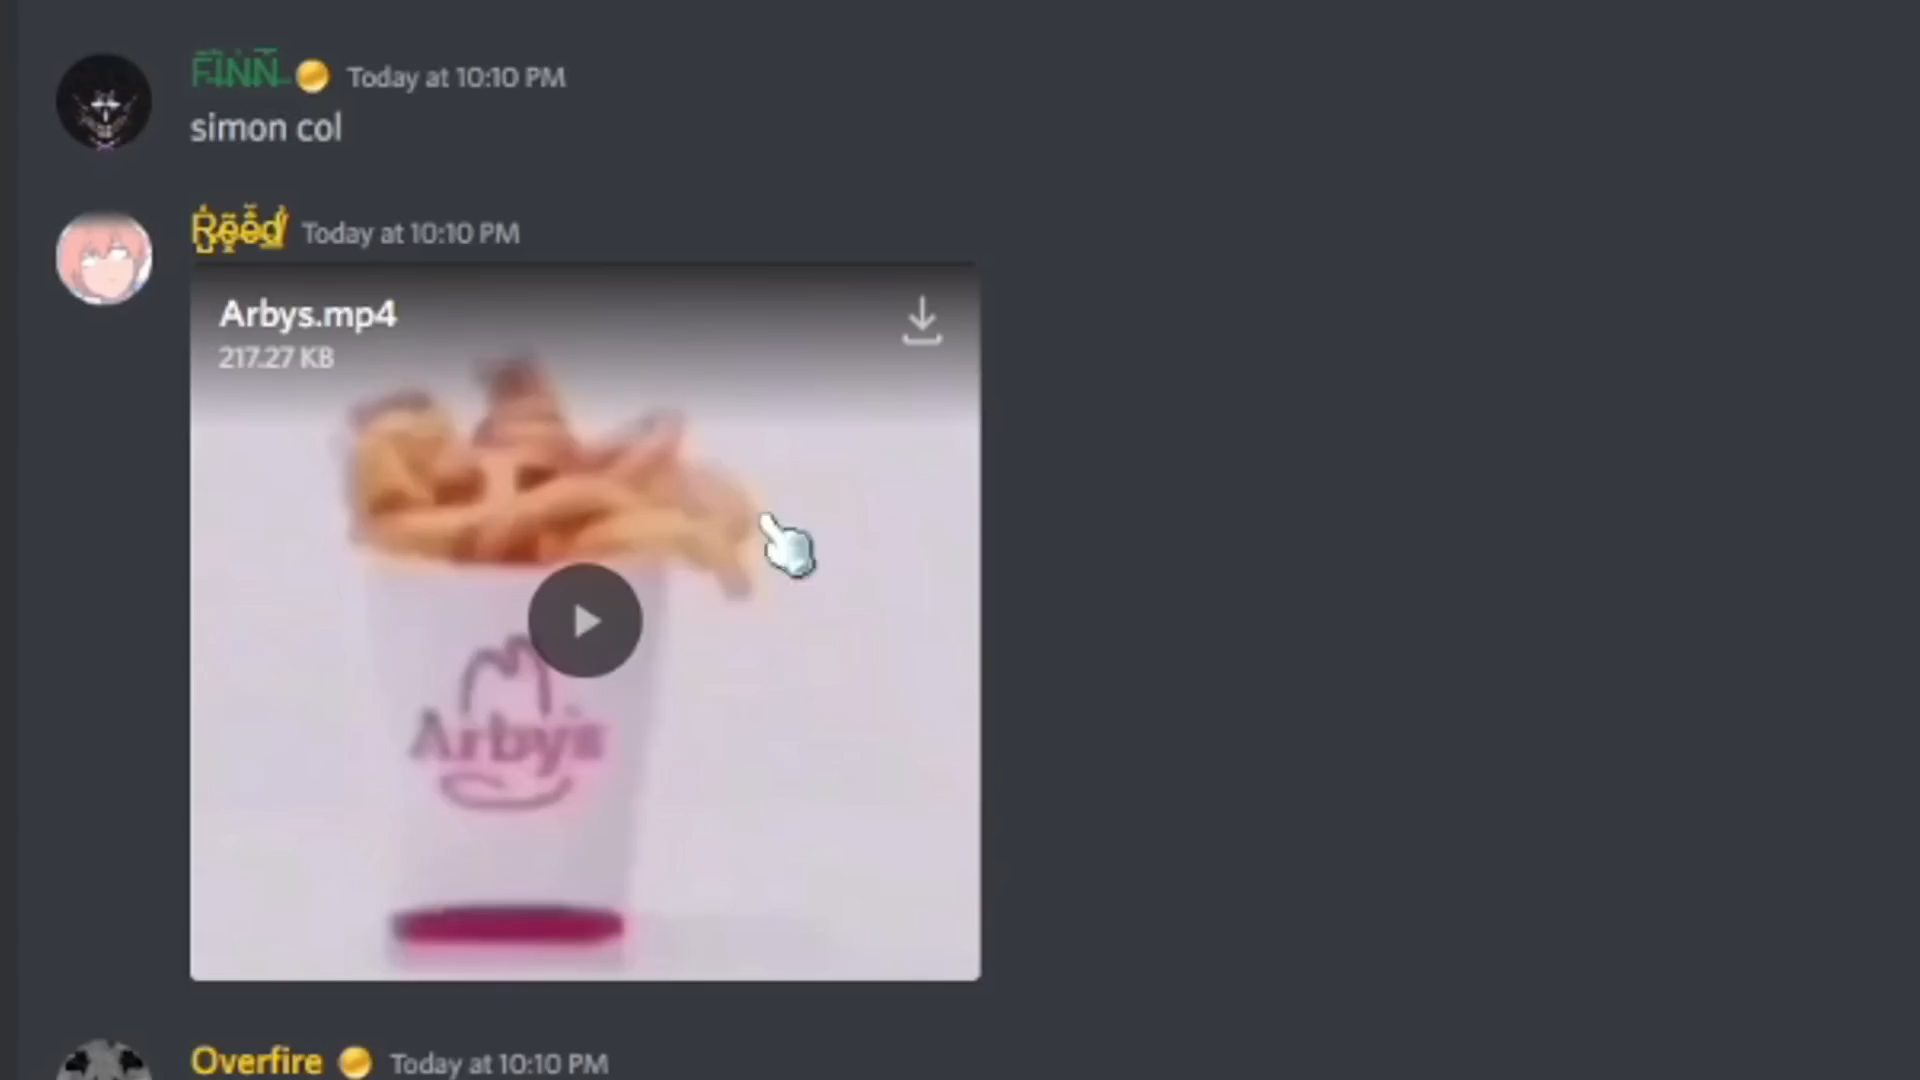 FINN Today at 10:10 PM
simon col
Reed Today at 10:10 PM
Arbys.mp4
217.27 KB
Arbys
Overfire Today at 10:10 PM